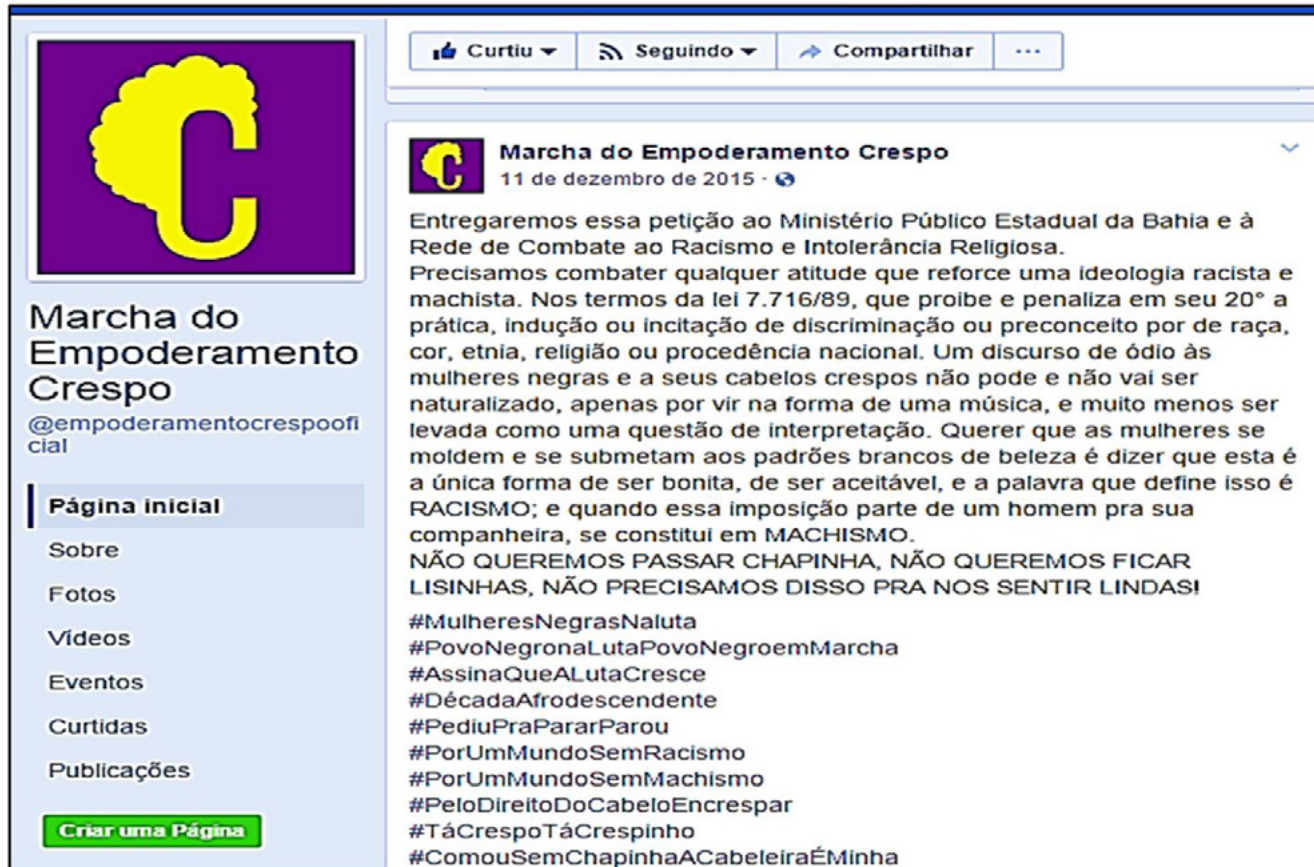 C
Marcha do
Empoderamento
Crespo
@empoderamentocrespoofi
cial
Página inicial
Sobre
Fotos
Vídeos
Eventos
Curtidas
Publicações
Criar uma Página
Curtiu
Seguindo
Compartilhar
...
C
Marcha do Empoderamento Crespo
11 de dezembro de 2015 ·
Entregaremos essa petição ao Ministério Público Estadual da Bahia e à
Rede de Combate ao Racismo e Intolerância Religiosa.
Precisamos combater qualquer atitude que reforce uma ideologia racista e
machista. Nos termos da lei 7.716/89, que proibe e penaliza em seu 20° a
prática, indução ou incitação de discriminação ou preconceito por de raça,
cor, etnia, religião ou procedência nacional. Um discurso de ódio às
mulheres negras e a seus cabelos crespos não pode e não vai ser
naturalizado, apenas por vir na forma de uma música, e muito menos ser
levada como uma questão de interpretação. Querer que as mulheres se
moldem e se submetam aos padrões brancos de beleza é dizer que esta é
a única forma de ser bonita, de ser aceitável, e a palavra que define isso é
RACISMO; e quando essa imposição parte de um homem pra sua
companheira, se constitui em MACHISMO.
NÃO QUEREMOS PASSAR CHAPINHA, NÃO QUEREMOS FICAR
LISINHAS, NÃO PRECISAMOS DISSO PRA NOS SENTIR LINDAS!
#MulheresNegrasNaluta
#PovoNegronaLutaPovoNegroemMarcha
#AssinaQueALutaCresce
#DécadaAfrodescendente
#PediuPraPararParou
#PorUmMundoSemRacismo
#PorUmMundoSemMachismo
#PeloDireitoDoCabeloEncrespar
#TáCrespoTáCrespinho
#ComouSemChapinhaACabeleiraÉMinha